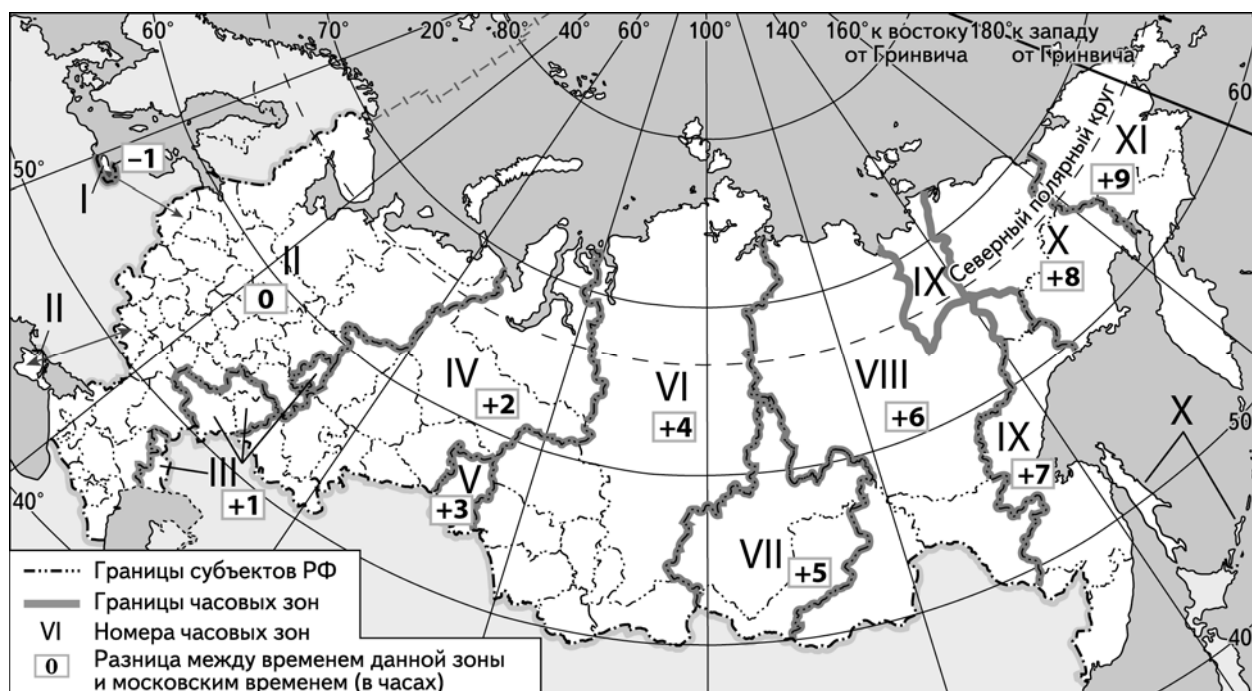 60° 70° 20° 80° 40° 100° 140° 160° к востоку 180° к западу
от Гринвича от Гринвича
60°
Северный полярный круг
XI
+9
–1
50°
I
II
0
X
+8
IX
II
IV
+2
VI
+4
VIII
+6
X
50°
IX
+7
V
+3
III
+1
VII
+5
40°
40°
Границы субъектов РФ
Границы часовых зон
VI Номера часовых зон
0 Разница между временем данной зоны
и московским временем (в часах)